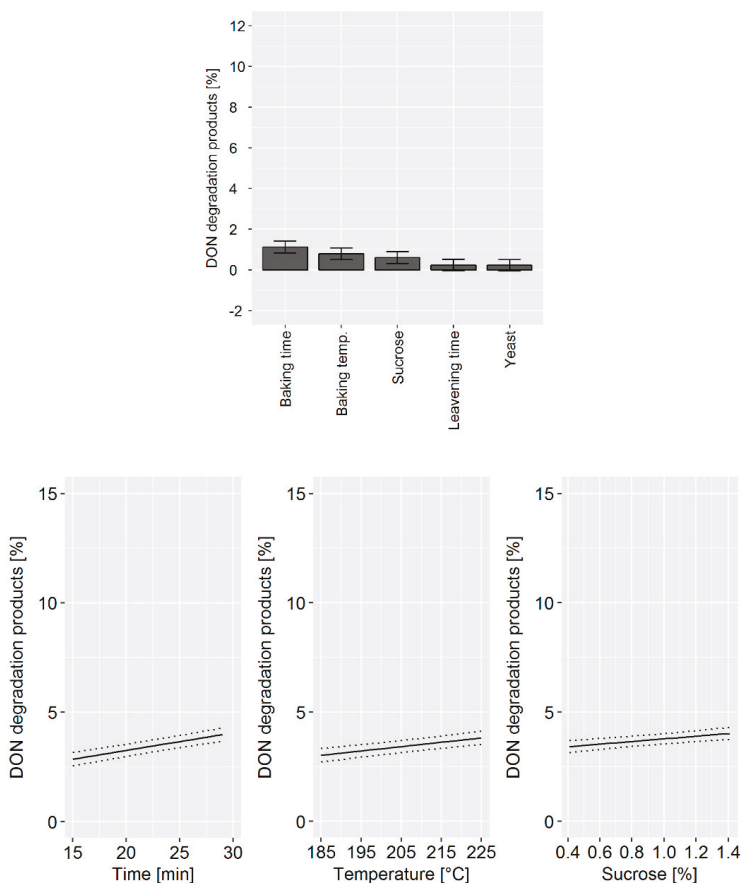 DON degradation products [%]
12
10
8
6
4
2
0
-2
Baking time
Baking temp.
Sucrose
Leavening time
Yeast
DON degradation products [%]
15
10
5
0
15 20 25 30
Time [min]
DON degradation products [%]
15
10
5
0
185 195 205 215 225
Temperature [°C]
DON degradation products [%]
15
10
5
0
0.4 0.6 0.8 1.0 1.2 1.4
Sucrose [%]